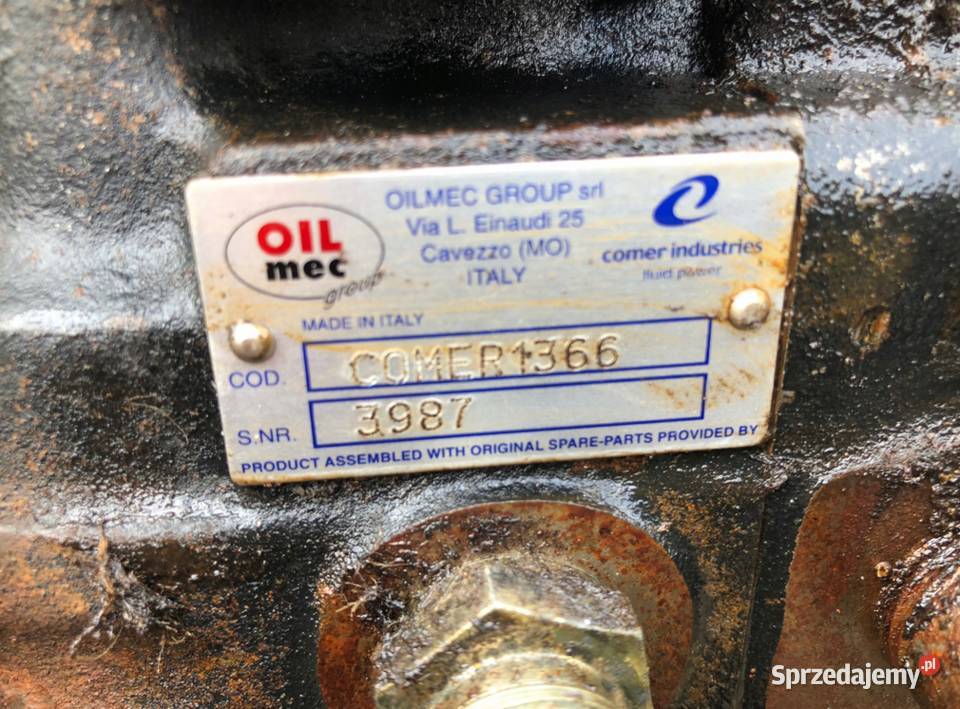 OIL
mec
group
OILMEC GROUP srl
Via L. Einaudi 25
Cavezzo (MO)
ITALY
comer industries
fluid power
MADE IN ITALY
COD. COMER1366
S.NR. 3987
PRODUCT ASSEMBLED WITH ORIGINAL SPARE-PARTS PROVIDED BY
Sprzedajemy.pl